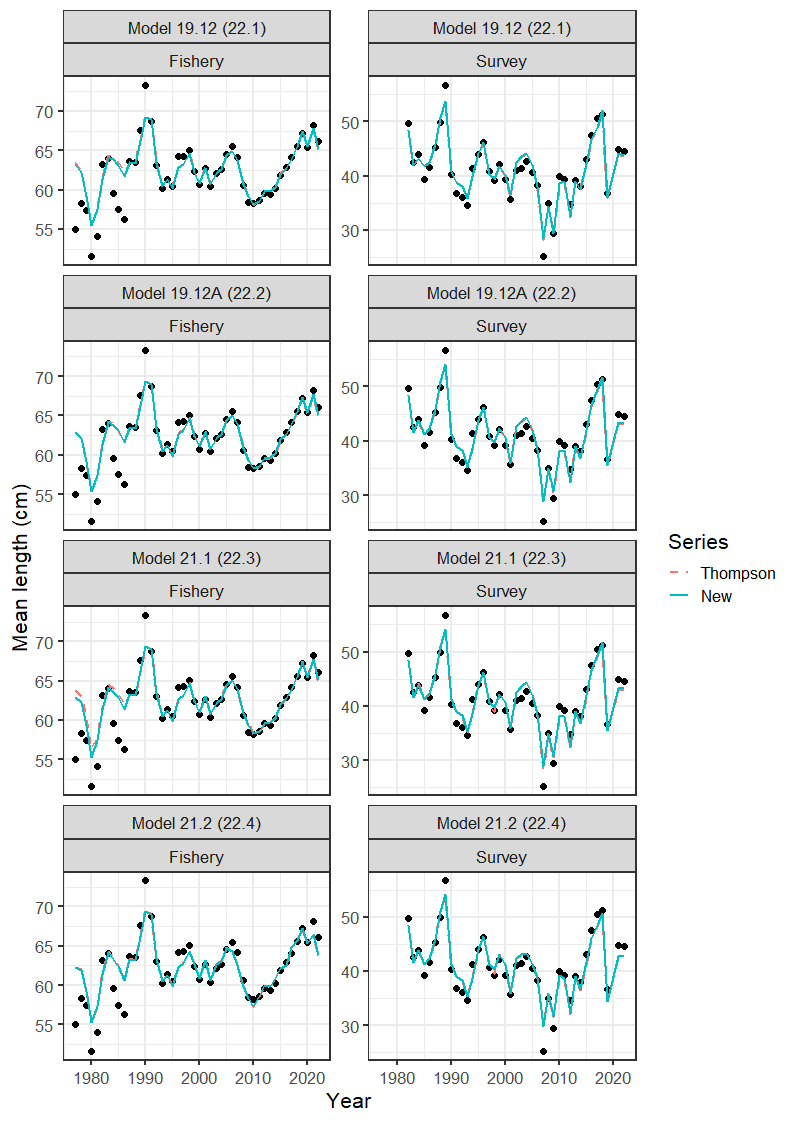 Model 19.12 (22.1)
Model 19.12 (22.1)
Fishery
Survey
70
65
60
55
50
40
30
Model 19.12A (22.2)
Model 19.12A (22.2)
Fishery
Survey
70
65
60
55
50
40
30
Mean length (cm)
Model 21.1 (22.3)
Model 21.1 (22.3)
Fishery
Survey
70
65
60
55
50
40
30
Series
Thompson
New
Model 21.2 (22.4)
Model 21.2 (22.4)
Fishery
Survey
70
65
60
55
50
40
30
1980 1990 2000 2010 2020
1980 1990 2000 2010 2020
Year